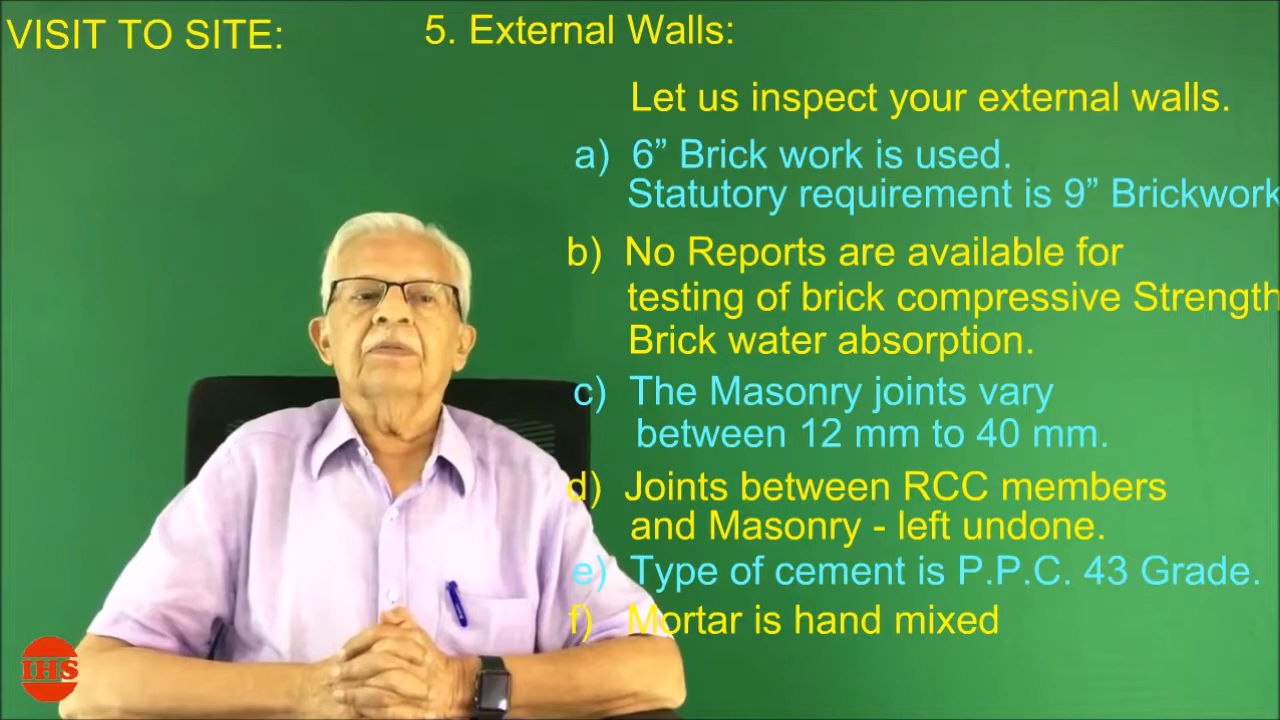 VISIT TO SITE:
5. External Walls:
Let us inspect your external walls.
a) 6” Brick work is used.
Statutory requirement is 9” Brickwork
b) No Reports are available for
testing of brick compressive Strength
Brick water absorption.
c) The Masonry joints vary
between 12 mm to 40 mm.
d) Joints between RCC members
and Masonry - left undone.
e) Type of cement is P.P.C. 43 Grade.
f) Mortar is hand mixed
IHS